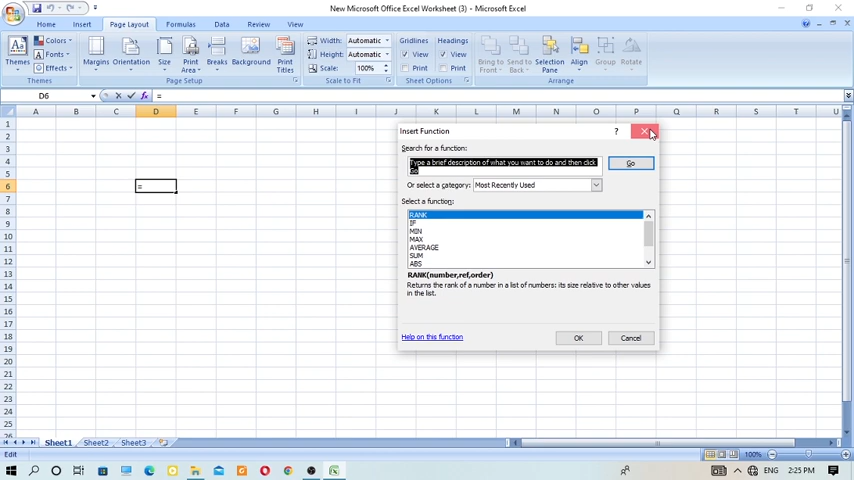 New Microsoft Office Excel Worksheet (3) - Microsoft Excel
Home Insert Page Layout Formulas Data Review View
Themes Colors Fonts Effects
Margins Orientation Size Print Area Breaks Background Print Titles
Width: Automatic
Height: Automatic
Scale: 100%
Gridlines Headings
View View
Print Print
Bring to Front Send to Back Selection Pane Align Group Rotate
Themes Page Setup Scale to Fit Sheet Options Arrange
D6 fx =
A B C D E F G H I J K L M N O P Q R S T U
1
2
3
4
5
6 =
7
8
9
10
11
12
13
14
15
16
17
18
19
20
21
22
23
24
25
26
Insert Function
?
Search for a function:
Type a brief description of what you want to do and then click
Go
Go
Or select a category: Most Recently Used
Select a function:
RANK
IF
MIN
MAX
AVERAGE
SUM
ABS
RANK(number,ref,order)
Returns the rank of a number in a list of numbers: its size relative to other values
in the list.
Help on this function OK Cancel
Sheet1 Sheet2 Sheet3
Edit 100%
ENG 2:25 PM